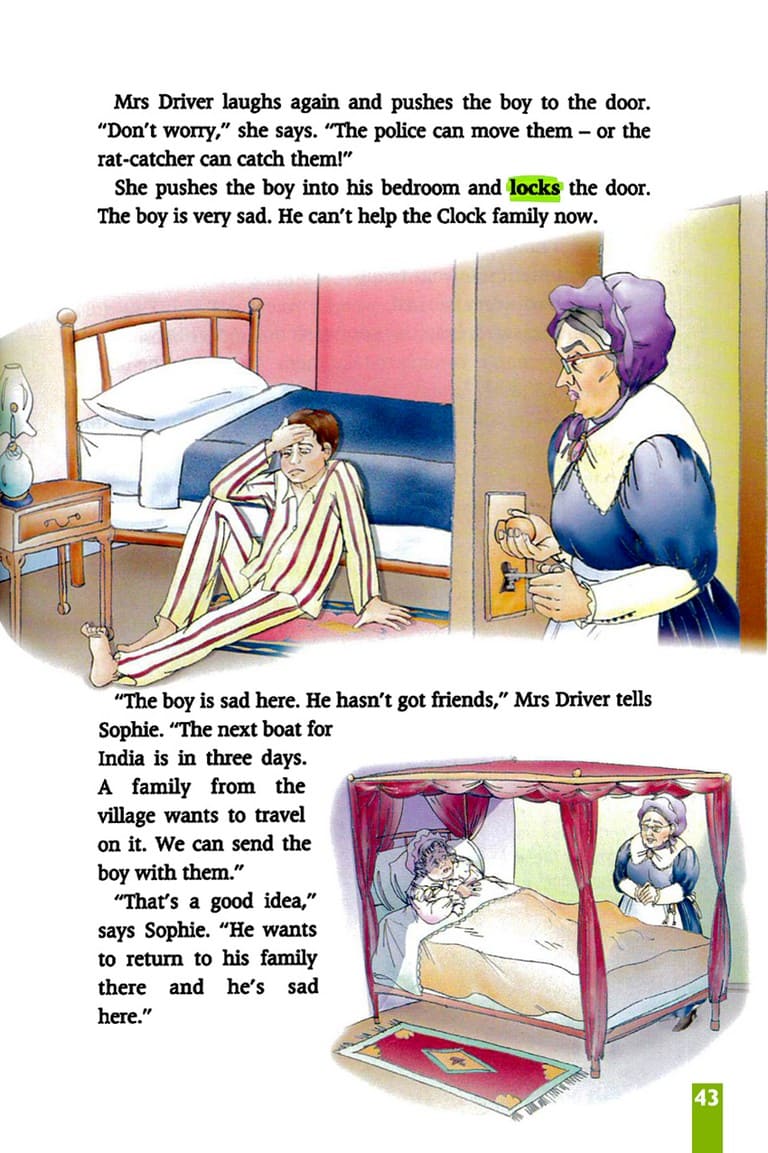 Mrs Driver laughs again and pushes the boy to the door.
“Don’t worry,” she says. “The police can move them – or the
rat-catcher can catch them!”
She pushes the boy into his bedroom and locks the door.
The boy is very sad. He can’t help the Clock family now.
“The boy is sad here. He hasn’t got friends,” Mrs Driver tells
Sophie. “The next boat for
India is in three days.
A family from the
village wants to travel
on it. We can send the
boy with them.”
“That’s a good idea,”
says Sophie. “He wants
to return to his family
there and he’s sad
here.”
43